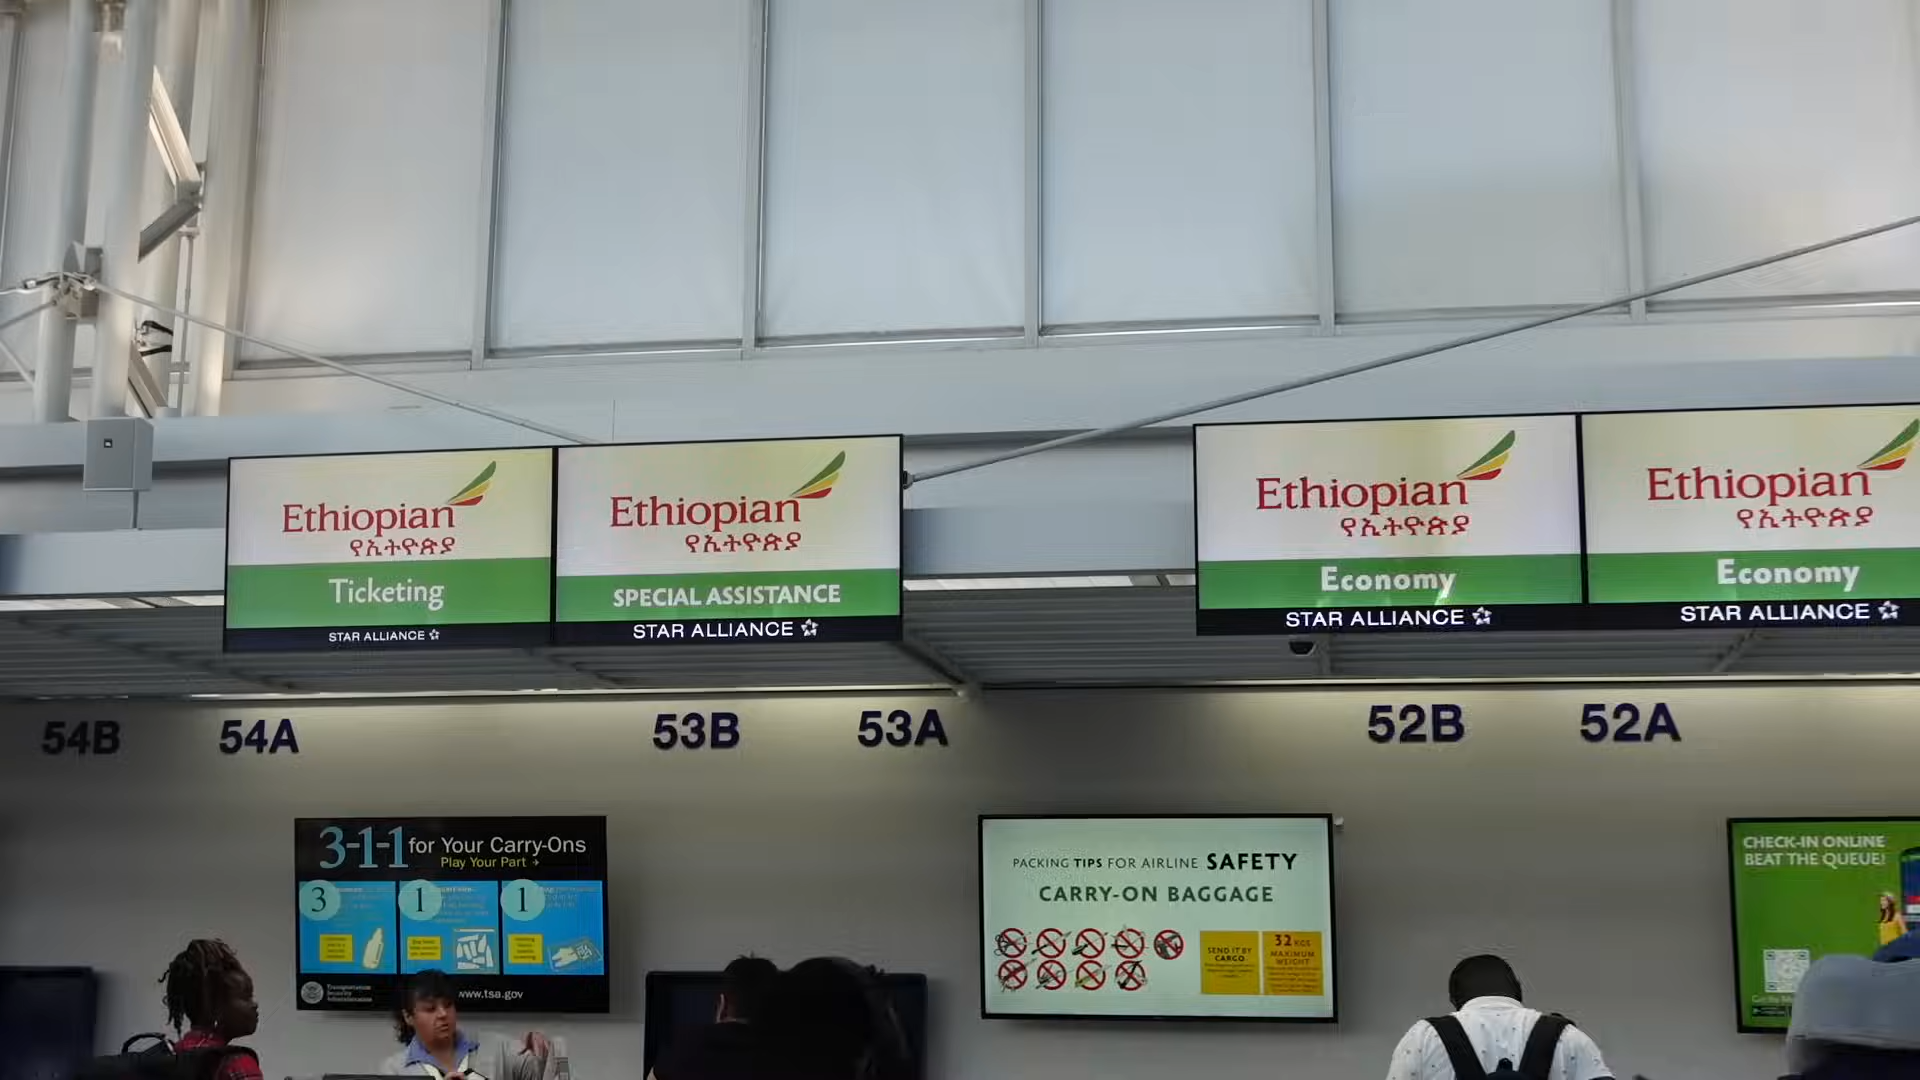 Ethiopian
የኢትዮጵያ
Ticketing
STAR ALLIANCE
Ethiopian
የኢትዮጵያ
SPECIAL ASSISTANCE
STAR ALLIANCE
Ethiopian
የኢትዮጵያ
Economy
STAR ALLIANCE
Ethiopian
የኢትዮጵያ
Economy
STAR ALLIANCE
54B
54A
53B
53A
52B
52A
3-1-1 for Your Carry-Ons
Play Your Part
3
1
1
Transportation
Security
Administration
www.tsa.gov
PACKING TIPS FOR AIRLINE SAFETY
CARRY-ON BAGGAGE
SEND IT BY
CARGO
32 KGS
MAXIMUM
WEIGHT
CHECK-IN ONLINE
BEAT THE QUEUE!